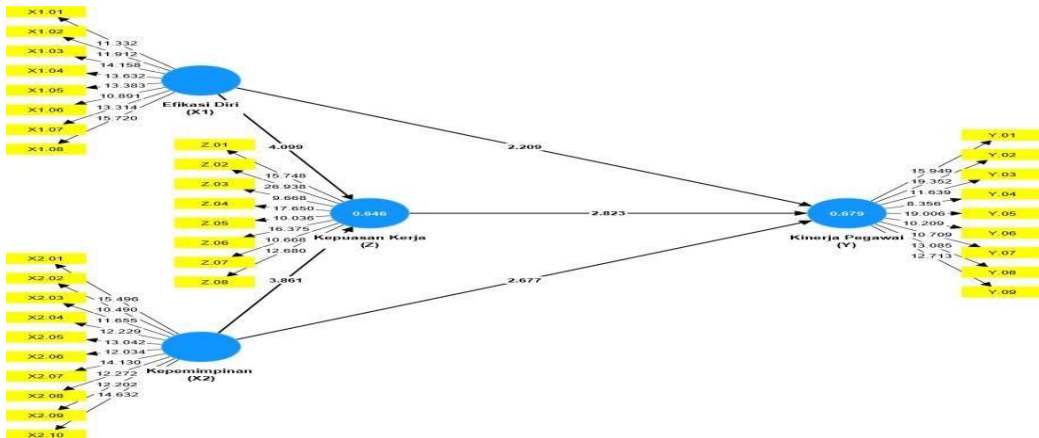 X1.01
X1.02
X1.03
X1.04
X1.05
X1.06
X1.07
X1.08
11.332
11.912
14.158
13.632
13.383
10.891
13.314
15.720
Efikasi Diri
(X1)
4.099
2.209
Z.01
Z.02
Z.03
Z.04
Z.05
Z.06
Z.07
Z.08
15.748
26.938
9.668
17.650
10.036
16.375
10.668
12.680
0.646
Kepuasan Kerja
(Z)
2.823
3.861
2.677
0.679
Kinerja Pegawai
(Y)
Y.01
Y.02
Y.03
Y.04
Y.05
Y.06
Y.07
Y.08
Y.09
15.949
19.352
11.639
8.356
19.006
10.209
10.709
13.085
12.713
X2.01
X2.02
X2.03
X2.04
X2.05
X2.06
X2.07
X2.08
X2.09
X2.10
15.496
10.490
11.655
12.229
13.042
12.034
14.130
12.272
12.202
14.632
Kepemimpinan
(X2)